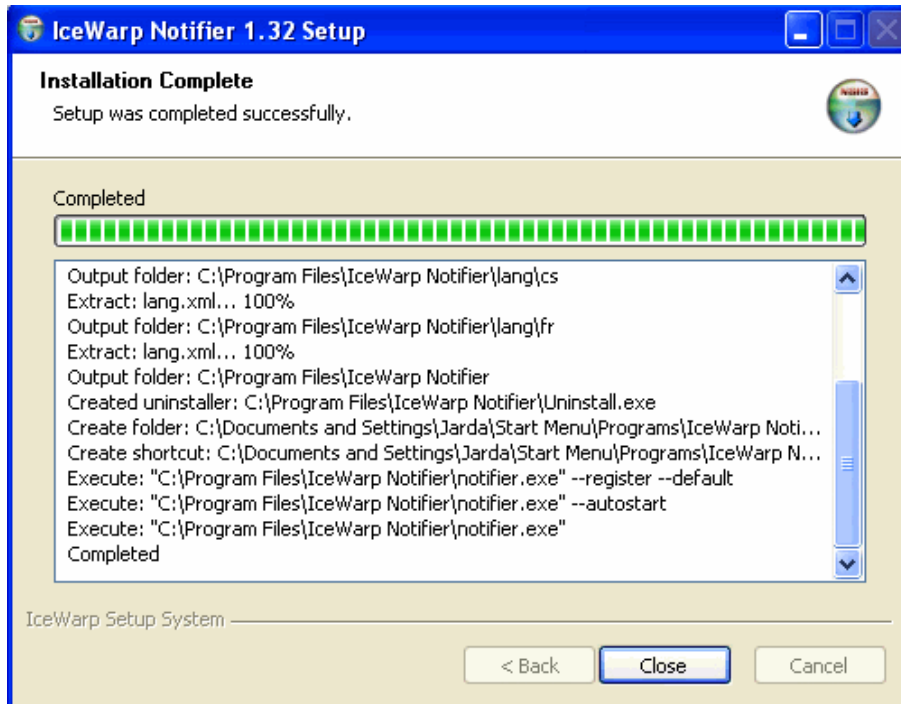 IceWarp Notifier 1.32 Setup
Installation Complete
Setup was completed successfully.
Completed
Output folder: C:\Program Files\IceWarp Notifier\lang\cs
Extract: lang.xml... 100%
Output folder: C:\Program Files\IceWarp Notifier\lang\fr
Extract: lang.xml... 100%
Output folder: C:\Program Files\IceWarp Notifier
Created uninstaller: C:\Program Files\IceWarp Notifier\Uninstall.exe
Create folder: C:\Documents and Settings\Jarda\Start Menu\Programs\IceWarp Noti...
Create shortcut: C:\Documents and Settings\Jarda\Start Menu\Programs\IceWarp N...
Execute: "C:\Program Files\IceWarp Notifier\notifier.exe" --register --default
Execute: "C:\Program Files\IceWarp Notifier\notifier.exe" --autostart
Execute: "C:\Program Files\IceWarp Notifier\notifier.exe"
Completed
IceWarp Setup System
< Back
Close
Cancel